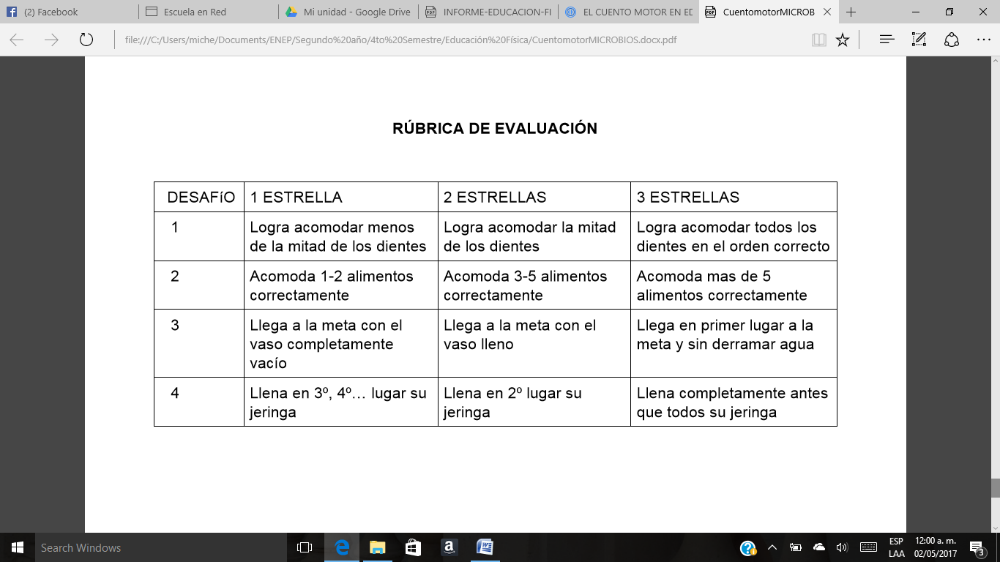 (2) Facebook
Escuela en Red
Mi unidad - Google Drive
INFORME-EDUCACION-FI
EL CUENTO MOTOR EN ED
CuentomotorMICROB
file:///C:/Users/miche/Documents/ENEP/Segundo%20año/4to%20Semestre/Educación%20Física/CuentomotorMICROBIOS.docx.pdf
RÚBRICA DE EVALUACIÓN
DESAFíO
1 ESTRELLA
2 ESTRELLAS
3 ESTRELLAS
1
Logra acomodar menos
de la mitad de los dientes
Logra acomodar la mitad
de los dientes
Logra acomodar todos los
dientes en el orden correcto
2
Acomoda 1-2 alimentos
correctamente
Acomoda 3-5 alimentos
correctamente
Acomoda mas de 5
alimentos correctamente
3
Llega a la meta con el
vaso completamente
vacío
Llega a la meta con el
vaso lleno
Llega en primer lugar a la
meta y sin derramar agua
4
Llena en 3º, 4º… lugar su
jeringa
Llena en 2º lugar su
jeringa
Llena completamente antes
que todos su jeringa
Search Windows
ESP
LAA
12:00 a. m.
02/05/2017
3